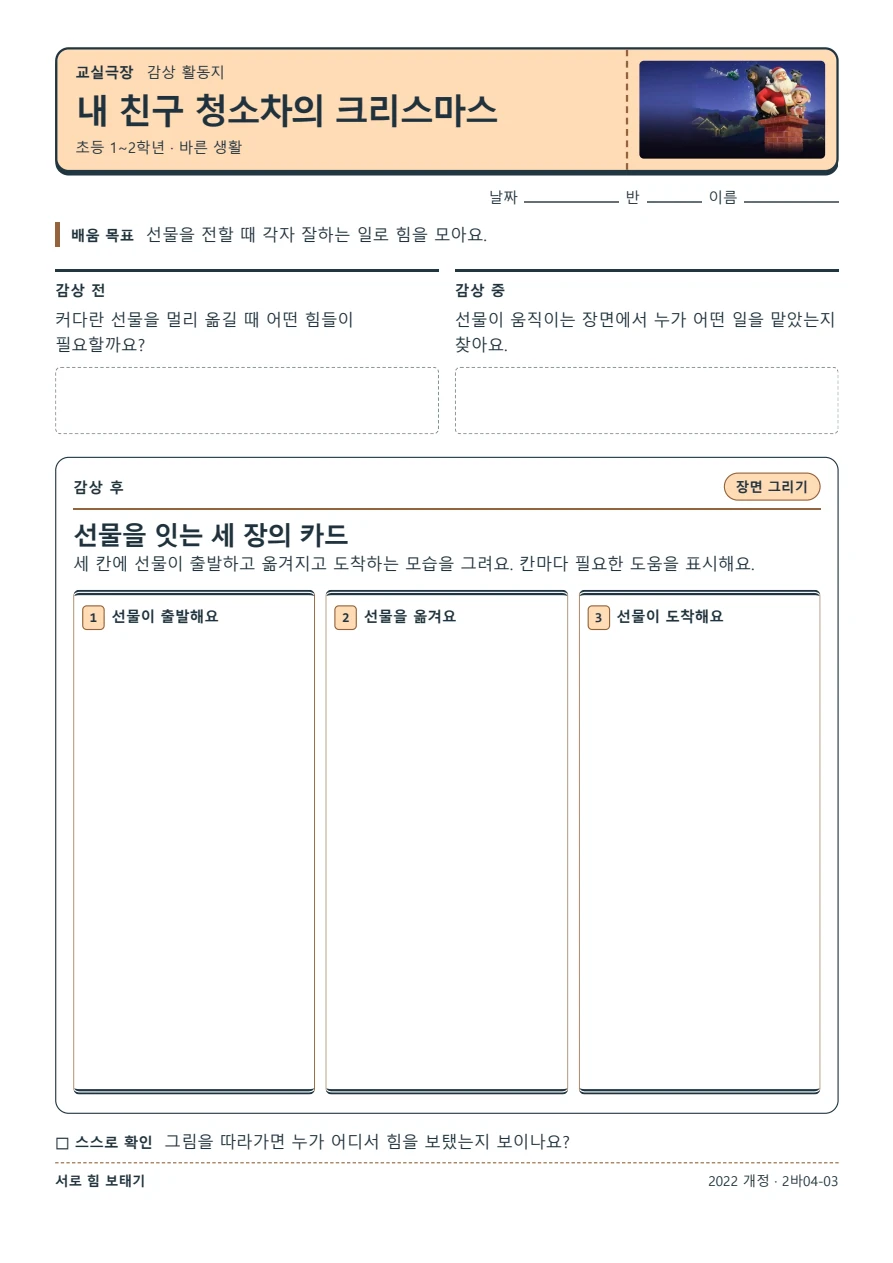 교실극장 감상 활동지
내 친구 청소차의 크리스마스
초등 1~2학년 · 바른 생활
날짜 반 이름
배움 목표 선물을 전할 때 각자 잘하는 일로 힘을 모아요.
감상 전
커다란 선물을 멀리 옮길 때 어떤 힘들이
필요할까요?
감상 중
선물이 움직이는 장면에서 누가 어떤 일을 맡았는지
찾아요.
감상 후
장면 그리기
선물을 잇는 세 장의 카드
세 칸에 선물이 출발하고 옮겨지고 도착하는 모습을 그려요. 칸마다 필요한 도움을 표시해요.
1 선물이 출발해요
2 선물을 옮겨요
3 선물이 도착해요
□ 스스로 확인 그림을 따라가면 누가 어디서 힘을 보탰는지 보이나요?
서로 힘 보태기
2022 개정 · 2바04-03